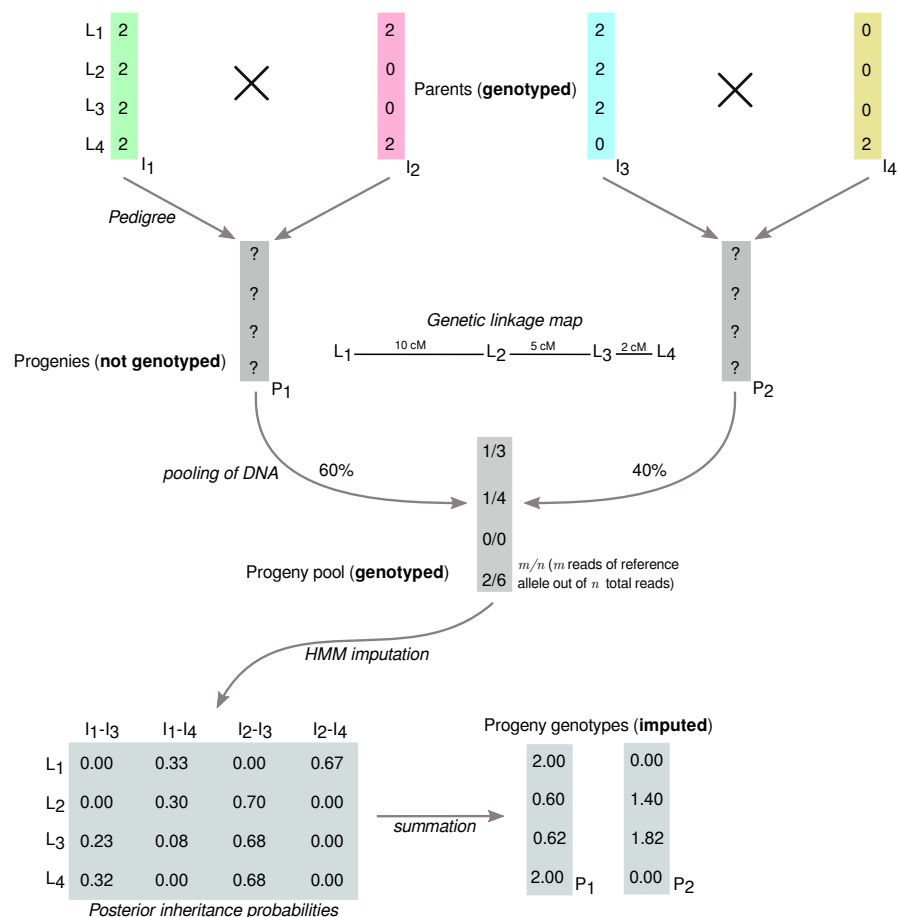 L1 2 2 2 0
L2 2 0 2 0
Parents (genotyped)
L3 2 0 2 0
L4 2 2 0 2
I1 I2 I3 I4
Pedigree
? ?
? ?
Genetic linkage map
? ?
L1 10 cM L2 5 cM L3 2 cM L4
Progenies (not genotyped)
? ?
P1 P2
1/3
pooling of DNA 60% 40%
1/4
0/0
Progeny pool (genotyped) 2/6 m/n (m reads of reference
allele out of n total reads)
HMM imputation
I1-I3 I1-I4 I2-I3 I2-I4
L1 0.00 0.33 0.00 0.67
L2 0.00 0.30 0.70 0.00
L3 0.23 0.08 0.68 0.00
L4 0.32 0.00 0.68 0.00
Posterior inheritance probabilities
summation
Progeny genotypes (imputed)
2.00 0.00
0.60 1.40
0.62 1.82
2.00 P1 0.00 P2